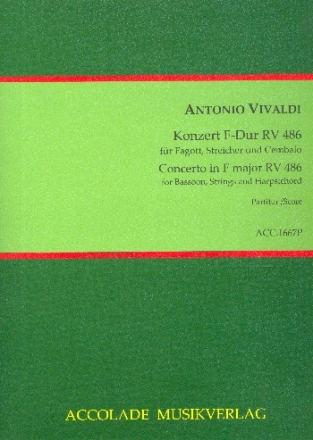 ANTONIO VIVALDI
Konzert F-Dur RV 486
für Fagott, Streicher und Cembalo
Concerto in F major RV 486
for Bassoon, Strings and Harpsichord
Partitur /Score
ACC.1667P
ACCOLADE MUSIKVERLAG